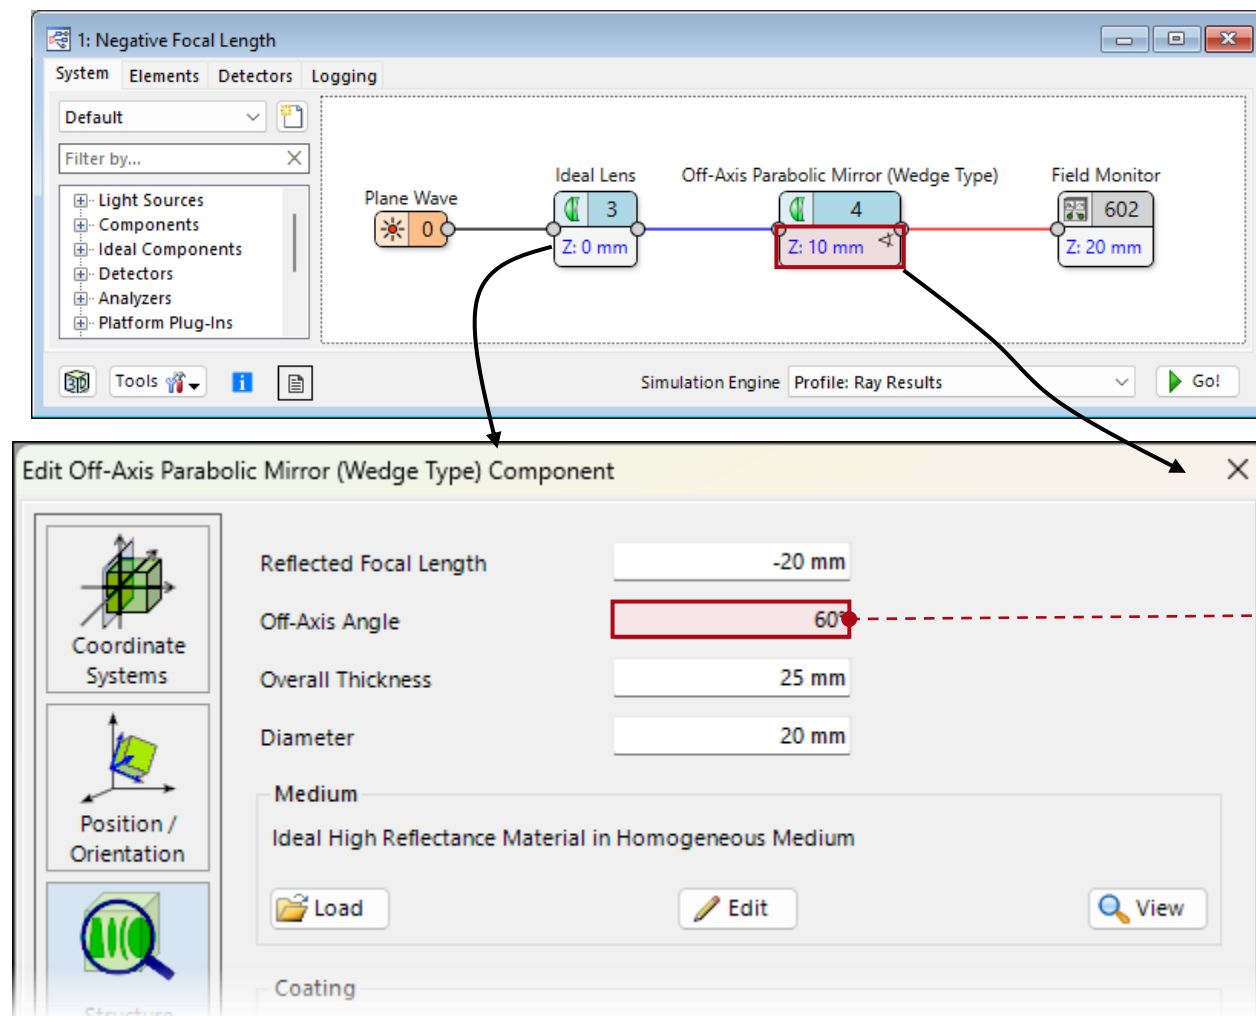 1: Negative Focal Length
System Elements Detectors Logging
Default
Filter by...
Light Sources
Components
Ideal Components
Detectors
Analyzers
Platform Plug-Ins
Plane Wave
0
Ideal Lens
3
Z: 0 mm
Off-Axis Parabolic Mirror (Wedge Type)
4
Z: 10 mm
Field Monitor
602
Z: 20 mm
3D
Tools
i
Simulation Engine Profile: Ray Results
Go!
Edit Off-Axis Parabolic Mirror (Wedge Type) Component
Coordinate
Systems
Position /
Orientation
Structure
Reflected Focal Length -20 mm
Off-Axis Angle 60°
Overall Thickness 25 mm
Diameter 20 mm
Medium
Ideal High Reflectance Material in Homogeneous Medium
Load Edit View
Coating